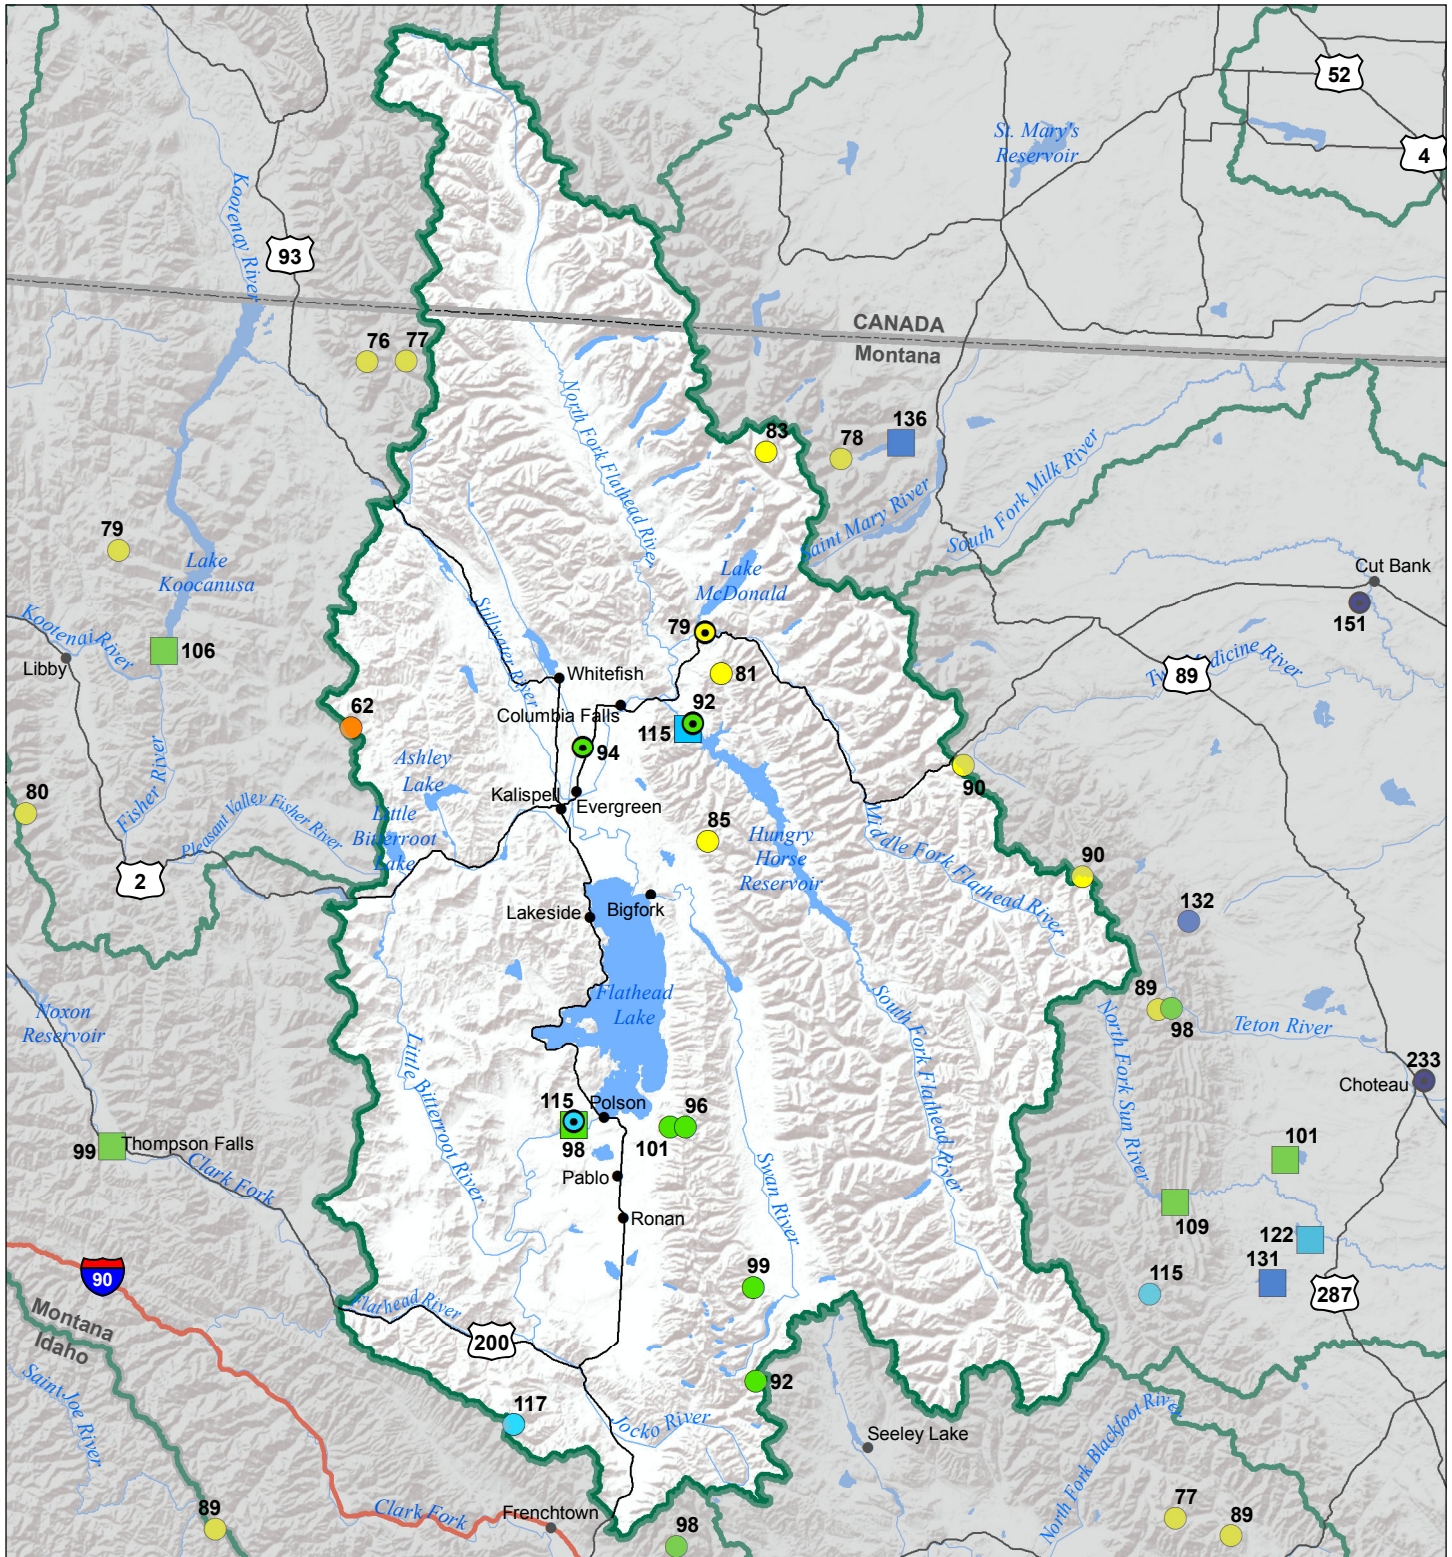 52
St. Mary's
Reservoir
4
Kootenay River
93
CANADA
Montana
76
77
North Fork Flathead River
83
78
136
Saint Mary River
South Fork Milk River
79
Lake
Koocanusa
Lake
McDonald
Cut Bank
151
Kootenai River
Libby
106
Stillwater River
79
81
Whitefish
Columbia Falls
92
115
94
89
Two Medicine River
62
Ashley
Lake
Kalispell
Evergreen
90
80
Fisher River
Pleasant Valley Fisher River
Little
Bitterroot
Lake
85
Hungry
Horse
Reservoir
Middle Fork Flathead River
90
2
132
Lakeside
Bigfork
Flathead
Lake
South Fork Flathead River
89
98
North Fork Sun River
Teton River
Noxon
Reservoir
Little Bitterroot River
233
Choteau
115
98
Polson
101
96
99
Thompson Falls
Clark Fork
Pablo
Swan River
101
109
Ronan
122
131
115
287
90
Montana
Idaho
99
Flathead River
200
92
Saint Joe River
117
Jocko River
Seeley Lake
North Fork Blackfoot River
89
Clark Fork
Frenchtown
98
77
89